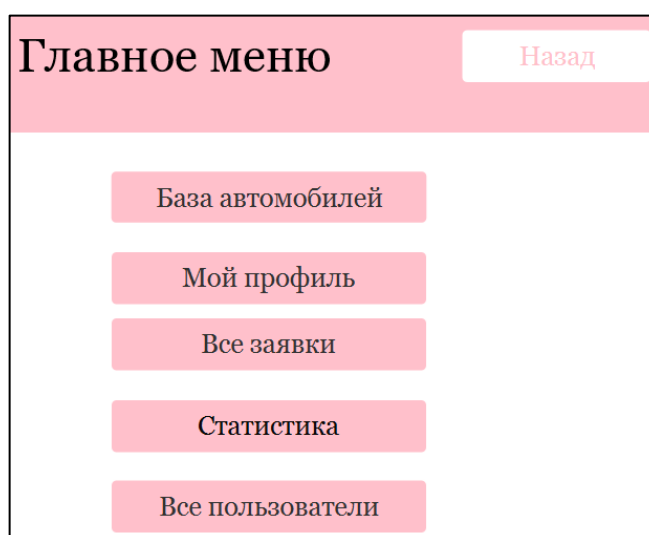 Главное меню
Назад
База автомобилей
Мой профиль
Все заявки
Статистика
Все пользователи